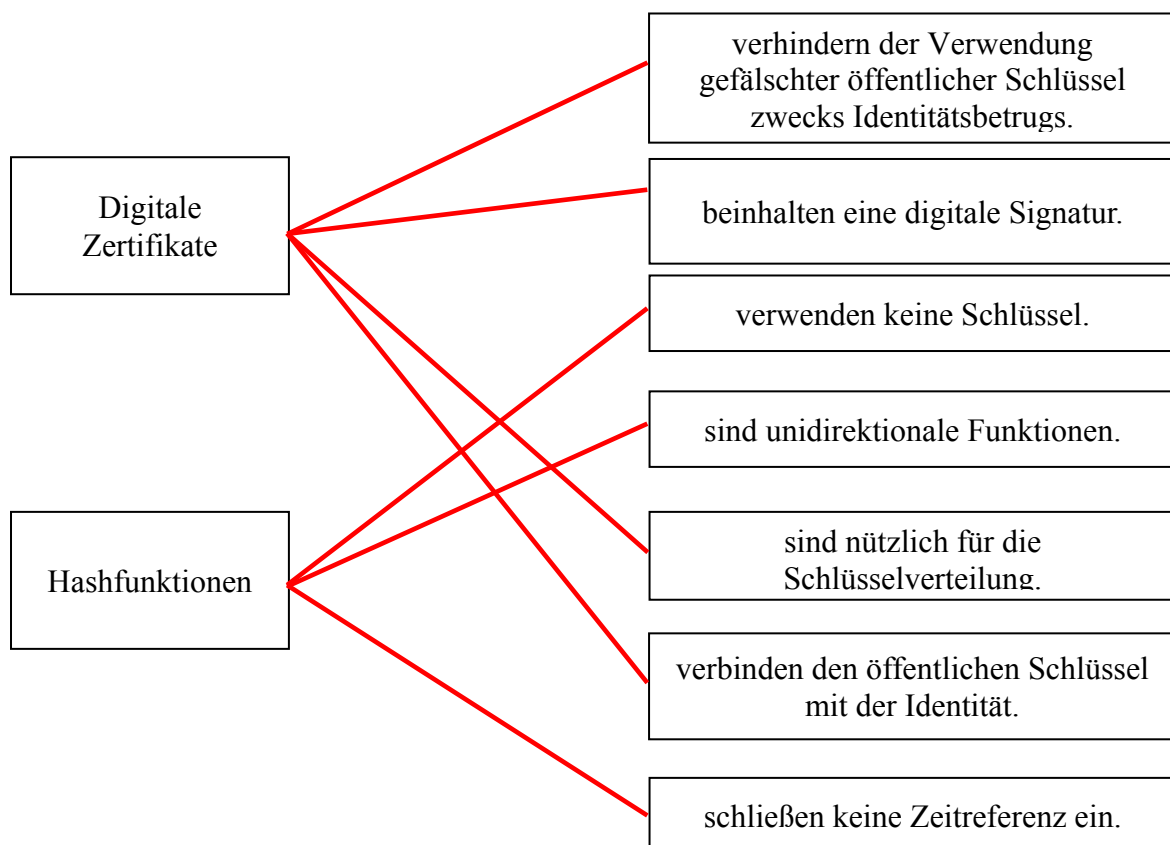 verhindern der Verwendung
gefälschter öffentlicher Schlüssel
zwecks Identitätsbetrugs.
Digitale
Zertifikate
beinhalten eine digitale Signatur.
verwenden keine Schlüssel.
sind unidirektionale Funktionen.
Hashfunktionen
sind nützlich für die
Schlüsselverteilung.
verbinden den öffentlichen Schlüssel
mit der Identität.
schließen keine Zeitreferenz ein.